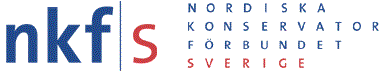 nkf|s
NORDISKA
KONSERVATOR
FÖRBUNDET
SVERIGE